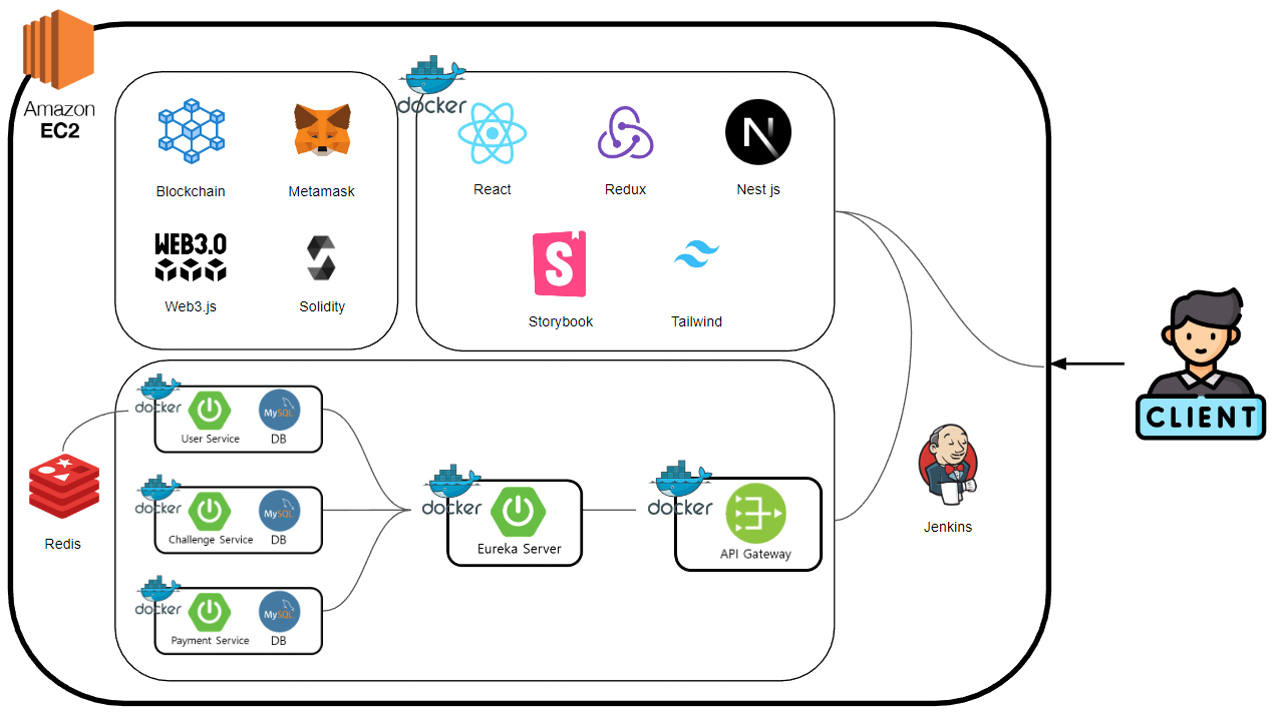 Amazon
EC2
docker
Blockchain
Metamask
WEB3.0
Web3.js
Solidity
React
Redux
N
Nest js
S
Storybook
Tailwind
docker
MySQL
User Service
DB
docker
MySQL
Challenge Service
DB
docker
MySQL
Payment Service
DB
docker
Eureka Server
docker
API Gateway
Redis
Jenkins
CLIENT